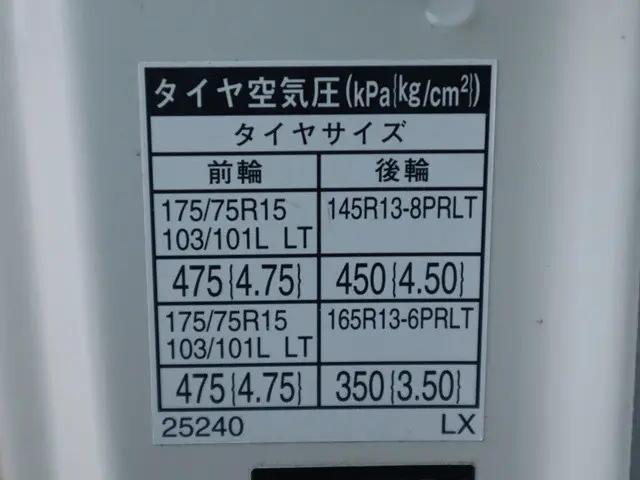 タイヤ空気圧(kPa{kg/cm²})
タイヤサイズ
前輪 後輪
175/75R15 145R13-8PRLT
103/101L LT
475{4.75} 450{4.50}
175/75R15 165R13-6PRLT
103/101L LT
475{4.75} 350{3.50}
25240 LX